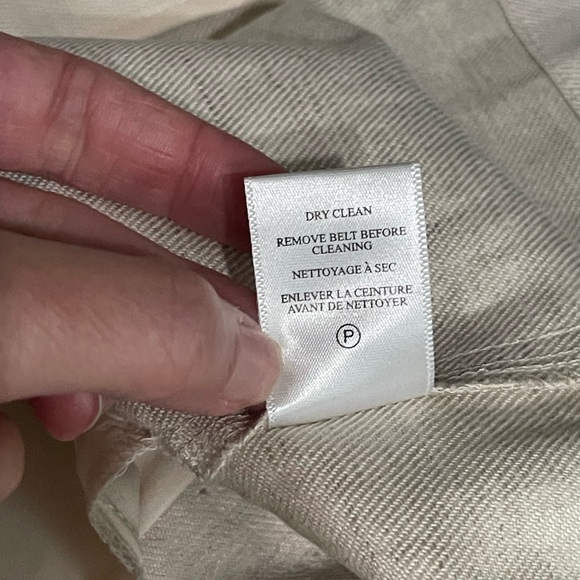 DRY CLEAN
REMOVE BELT BEFORE
CLEANING
NETTOYAGE À SEC
ENLEVER LA CEINTURE
AVANT DE NETTOYER
P